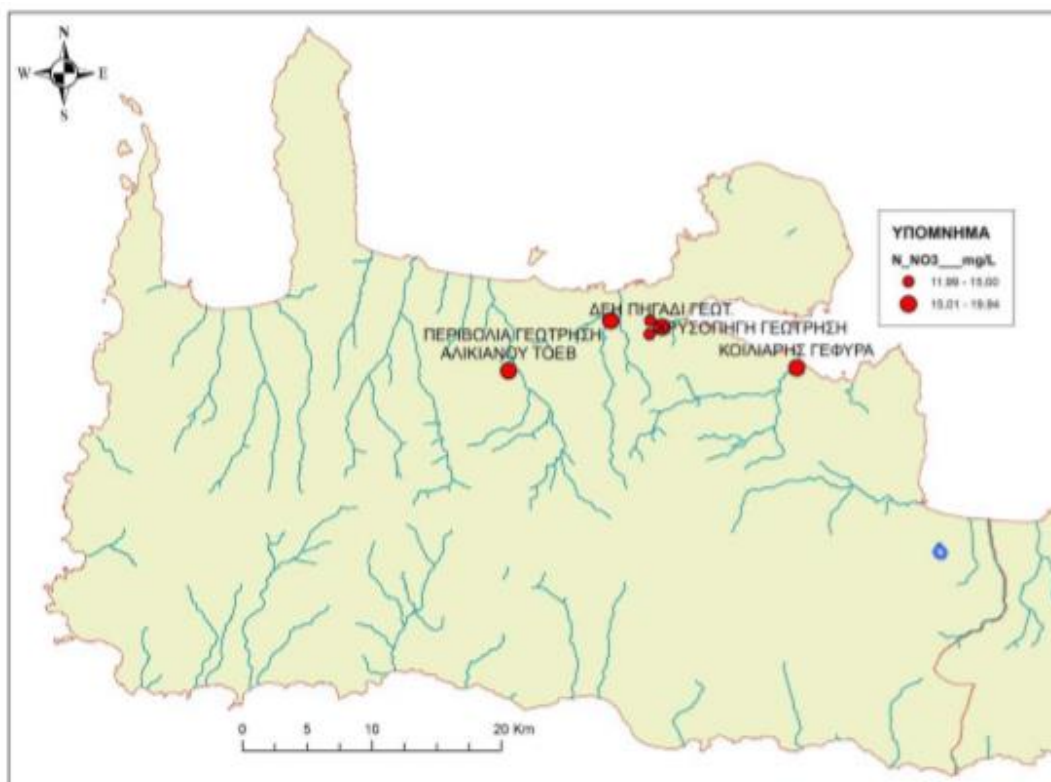 N
W E
S
ΥΠΟΜΝΗΜΑ
N_NO3___mg/L
11.99 - 15.00
15.01 - 19.94
ΔΕΗ ΠΗΓΑΔΙ ΓΕΩΤ.
ΧΡΥΣΟΠΗΓΗ ΓΕΩΤΡΗΣΗ
ΠΕΡΙΒΟΛΙΑ ΓΕΩΤΡΗΣΗ
ΑΛΙΚΙΑΝΟΥ ΤΟΕΒ
ΚΟΙΛΙΑΡΗΣ ΓΕΦΥΡΑ
0 5 10 20 Km